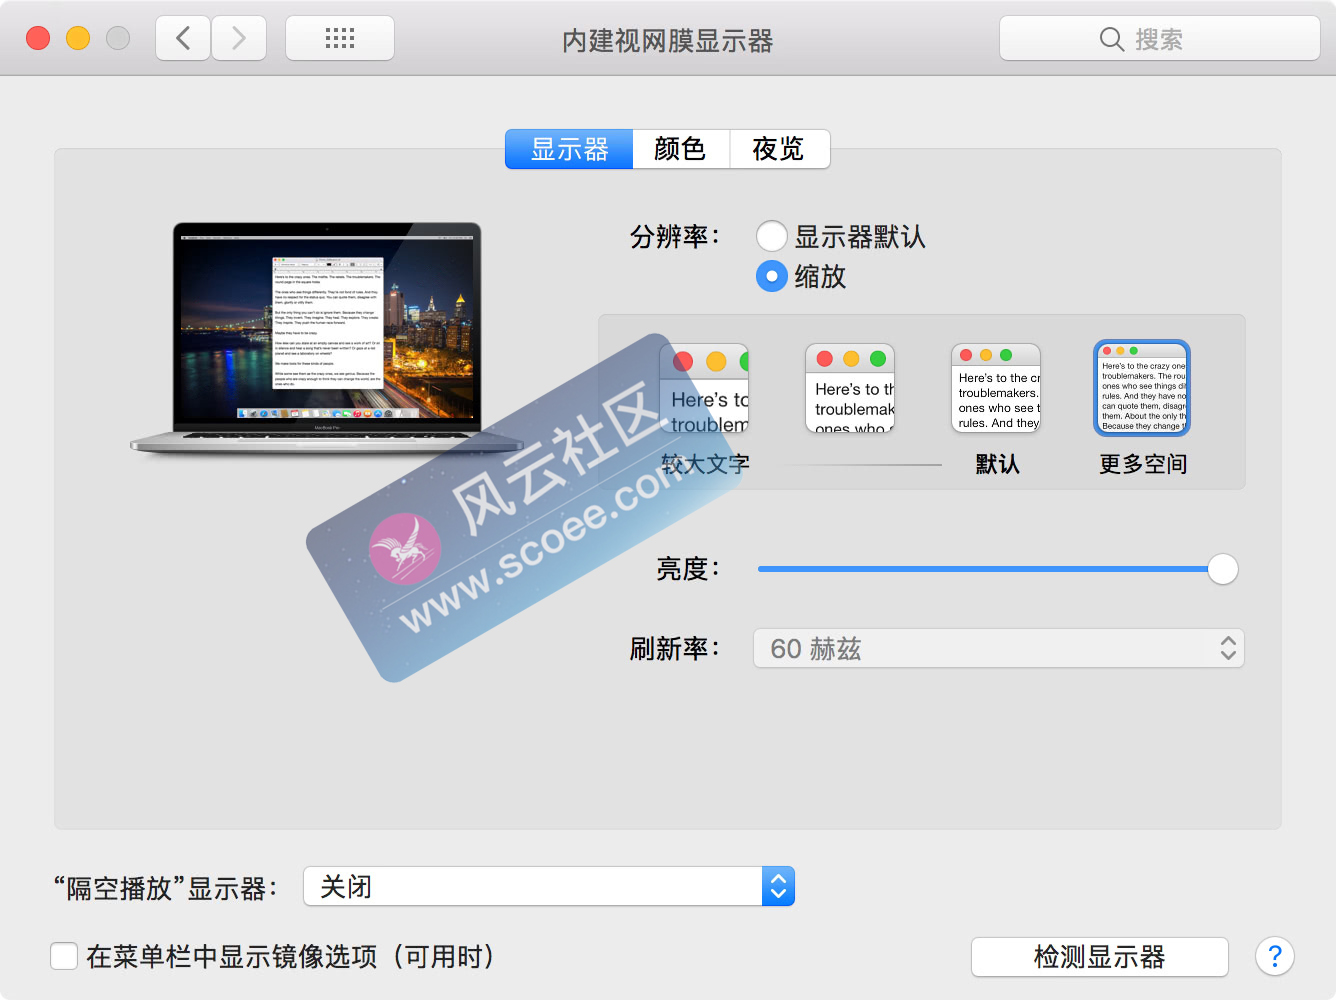 内建视网膜显示器
搜索
显示器 颜色 夜览
分辨率：
显示器默认
缩放
Here's to
troublem
Here's to th
troublemak
ones who
Here's to the cr
troublemakers.
ones who see t
rules. And they
Here's to the crazy one
troublemakers. The rou
ones who see things di
rules. And they have no
can quote them, disagr
them. About the only th
Because they change t
较大文字
默认
更多空间
风云社区
www.scoee.com
亮度：
刷新率：
60 赫兹
MacBook Pro
“隔空播放”显示器：
关闭
在菜单栏中显示镜像选项（可用时）
检测显示器
?